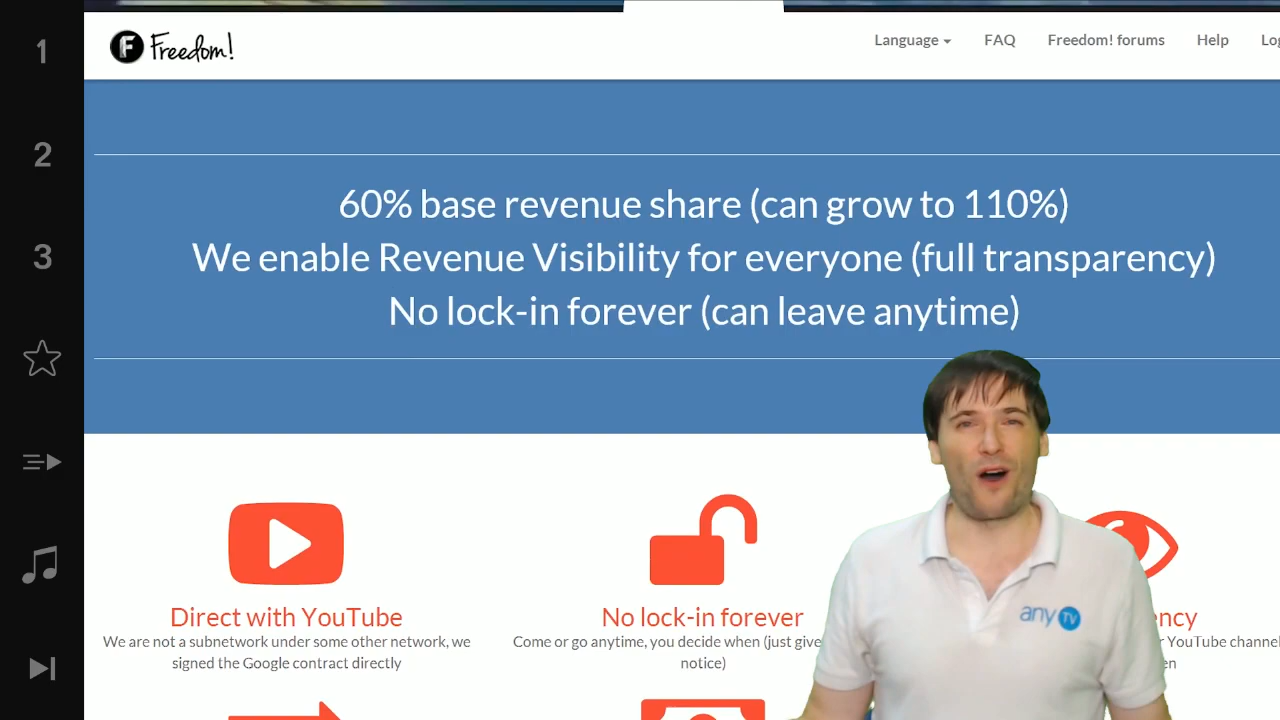 1
2
3
F Freedom!
Language FAQ Freedom! forums Help
60% base revenue share (can grow to 110%)
We enable Revenue Visibility for everyone (full transparency)
No lock-in forever (can leave anytime)
Direct with YouTube
We are not a subnetwork under some other network, we
signed the Google contract directly
No lock-in forever
Come or go anytime, you decide when (just give
notice)
YouTube
any TV